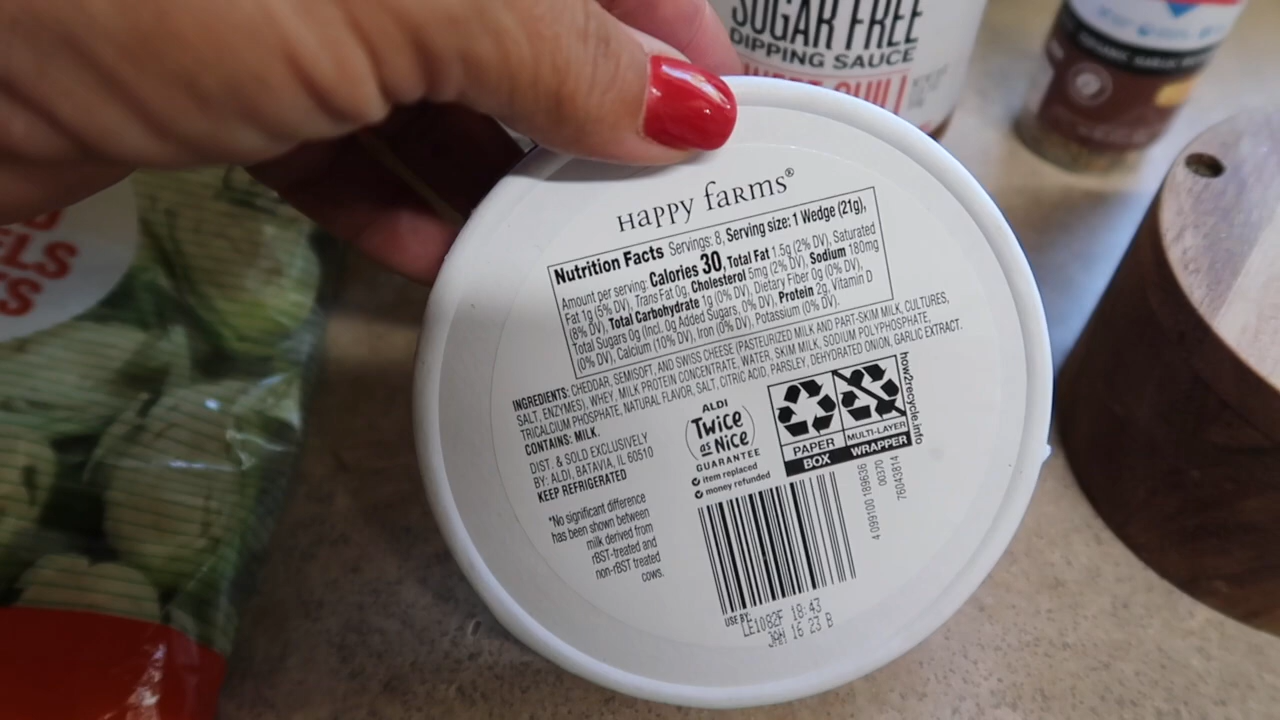 SUGAR FREE
DIPPING SAUCE
CHILI
ELS
S
Happy farms®
Nutrition Facts Servings: 8, Serving size: 1 Wedge (21g),
Amount per serving: Calories 30, Total Fat 1.5g (2% DV), Saturated
Fat 1g (5% DV), Trans Fat 0g, Cholesterol 5mg (2% DV), Sodium 180mg
(8% DV), Total Carbohydrate 1g (0% DV), Dietary Fiber 0g (0% DV),
Total Sugars 0g (Incl. 0g Added Sugars, 0% DV), Protein 2g, Vitamin D
(0% DV), Calcium (10% DV), Iron (0% DV), Potassium (0% DV).
INGREDIENTS: CHEDDAR, SEMISOFT, AND SWISS CHEESE (PASTEURIZED MILK AND PART-SKIM MILK, CULTURES,
SALT, ENZYMES), WHEY, MILK PROTEIN CONCENTRATE, WATER, SKIM MILK, SODIUM POLYPHOSPHATE,
TRICALCIUM PHOSPHATE, NATURAL FLAVOR, SALT, CITRIC ACID, PARSLEY, DEHYDRATED ONION, GARLIC EXTRACT.
CONTAINS: MILK.
DIST. & SOLD EXCLUSIVELY
BY: ALDI, BATAVIA, IL 60510
KEEP REFRIGERATED
*No significant difference
has been shown between
milk derived from
rBST-treated and
non-rBST treated
cows.
ALDI
Twice
as Nice
GUARANTEE
item replaced
money refunded
PAPER
BOX
MULTI-LAYER
WRAPPER
how2recycle.info
4 099100 189636
00370
76043814
USE BY:
LE1082F 18:43
JAN 16 23 B